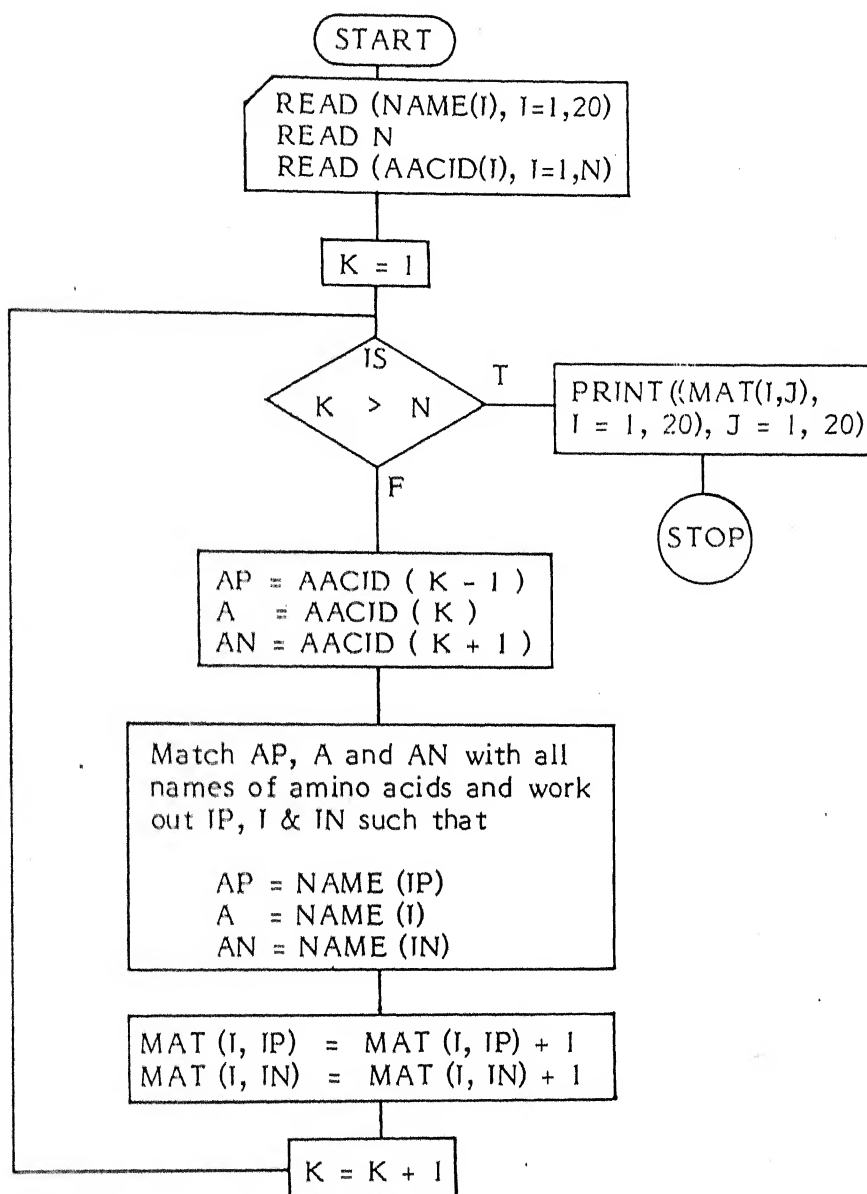 START
READ (NAME(I), I=1,20)
READ N
READ (AACID(I), I=1,N)
K = 1
IS
K > N
T
PRINT((MAT(I,J),
I = 1, 20), J = 1, 20)
F
STOP
AP = AACID ( K - 1 )
A = AACID ( K )
AN = AACID ( K + 1 )
Match AP, A and AN with all
names of amino acids and work
out IP, I & IN such that
AP = NAME (IP)
A = NAME (I)
AN = NAME (IN)
MAT (I, IP) = MAT (I, IP) + 1
MAT (I, IN) = MAT (I, IN) + 1
K = K + 1